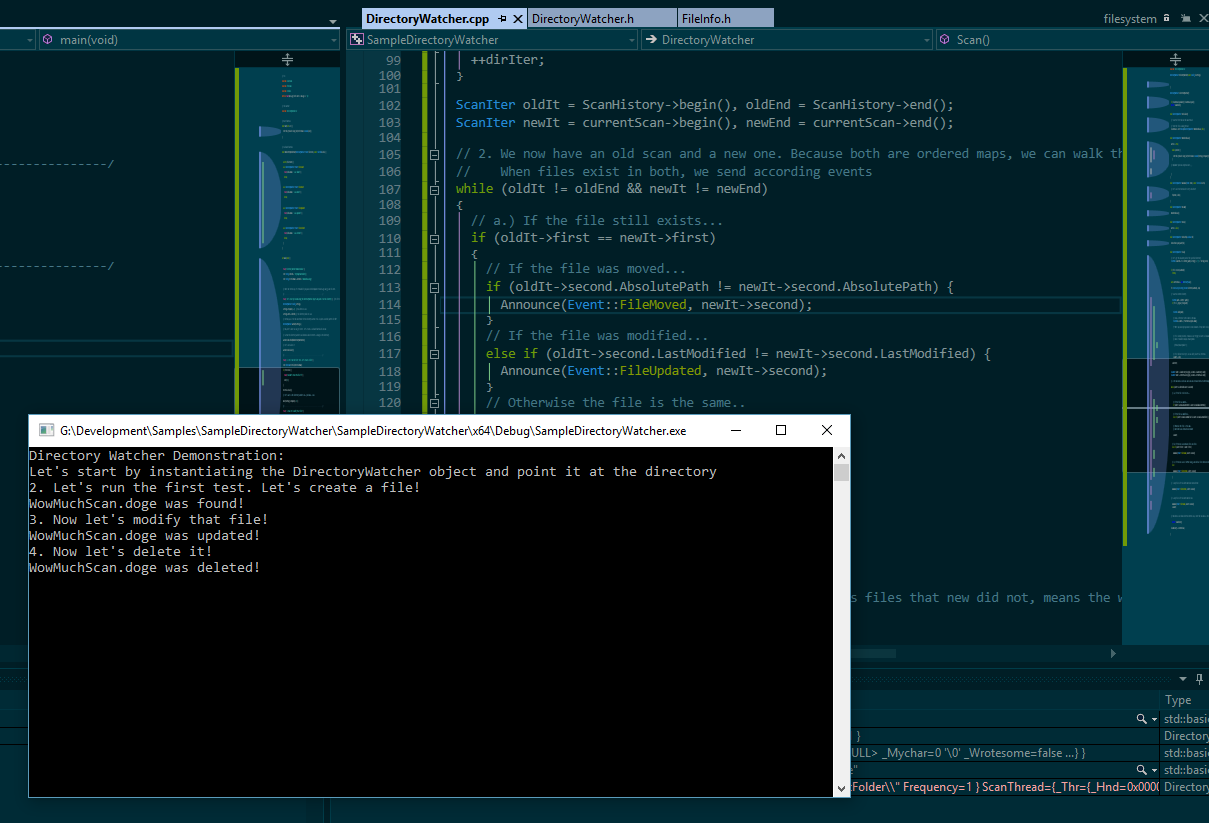 DirectoryWatcher.cpp
DirectoryWatcher.h
FileInfo.h
filesystem
main(void)
SampleDirectoryWatcher
DirectoryWatcher
Scan()
99 ++dirIter;
100 }
101
102 ScanIter oldIt = ScanHistory->begin(), oldEnd = ScanHistory->end();
103 ScanIter newIt = currentScan->begin(), newEnd = currentScan->end();
104
105 // 2. We now have an old scan and a new one. Because both are ordered maps, we can walk
106 // When files exist in both, we send according events
107 while (oldIt != oldEnd && newIt != newEnd)
108 {
109 // a.) If the file still exists...
110 if (oldIt->first == newIt->first)
111 {
112 // If the file was moved...
113 if (oldIt->second.AbsolutePath != newIt->second.AbsolutePath) {
114 Announce(Event::FileMoved, newIt->second);
115 }
116 // If the file was modified...
117 else if (oldIt->second.LastModified != newIt->second.LastModified) {
118 Announce(Event::FileUpdated, newIt->second);
119 }
120 // Otherwise the file is the same..
---------------/
---------------/
G:\Development\Samples\SampleDirectoryWatcher\SampleDirectoryWatcher\x64\Debug\SampleDirectoryWatcher.exe
Directory Watcher Demonstration:
Let's start by instantiating the DirectoryWatcher object and point it at the directory
2. Let's run the first test. Let's create a file!
WowMuchScan.doge was found!
3. Now let's modify that file!
WowMuchScan.doge was updated!
4. Now let's delete it!
WowMuchScan.doge was deleted!
s files that new did not, means the
Type
std::basi
}
Directory
ULL> _Mychar=0 '\0' _Wrotesome=false ...} }
std::basi
e"
std::basi
Folder\\" Frequency=1 } ScanThread={_Thr={_Hnd=0x0000
Directory